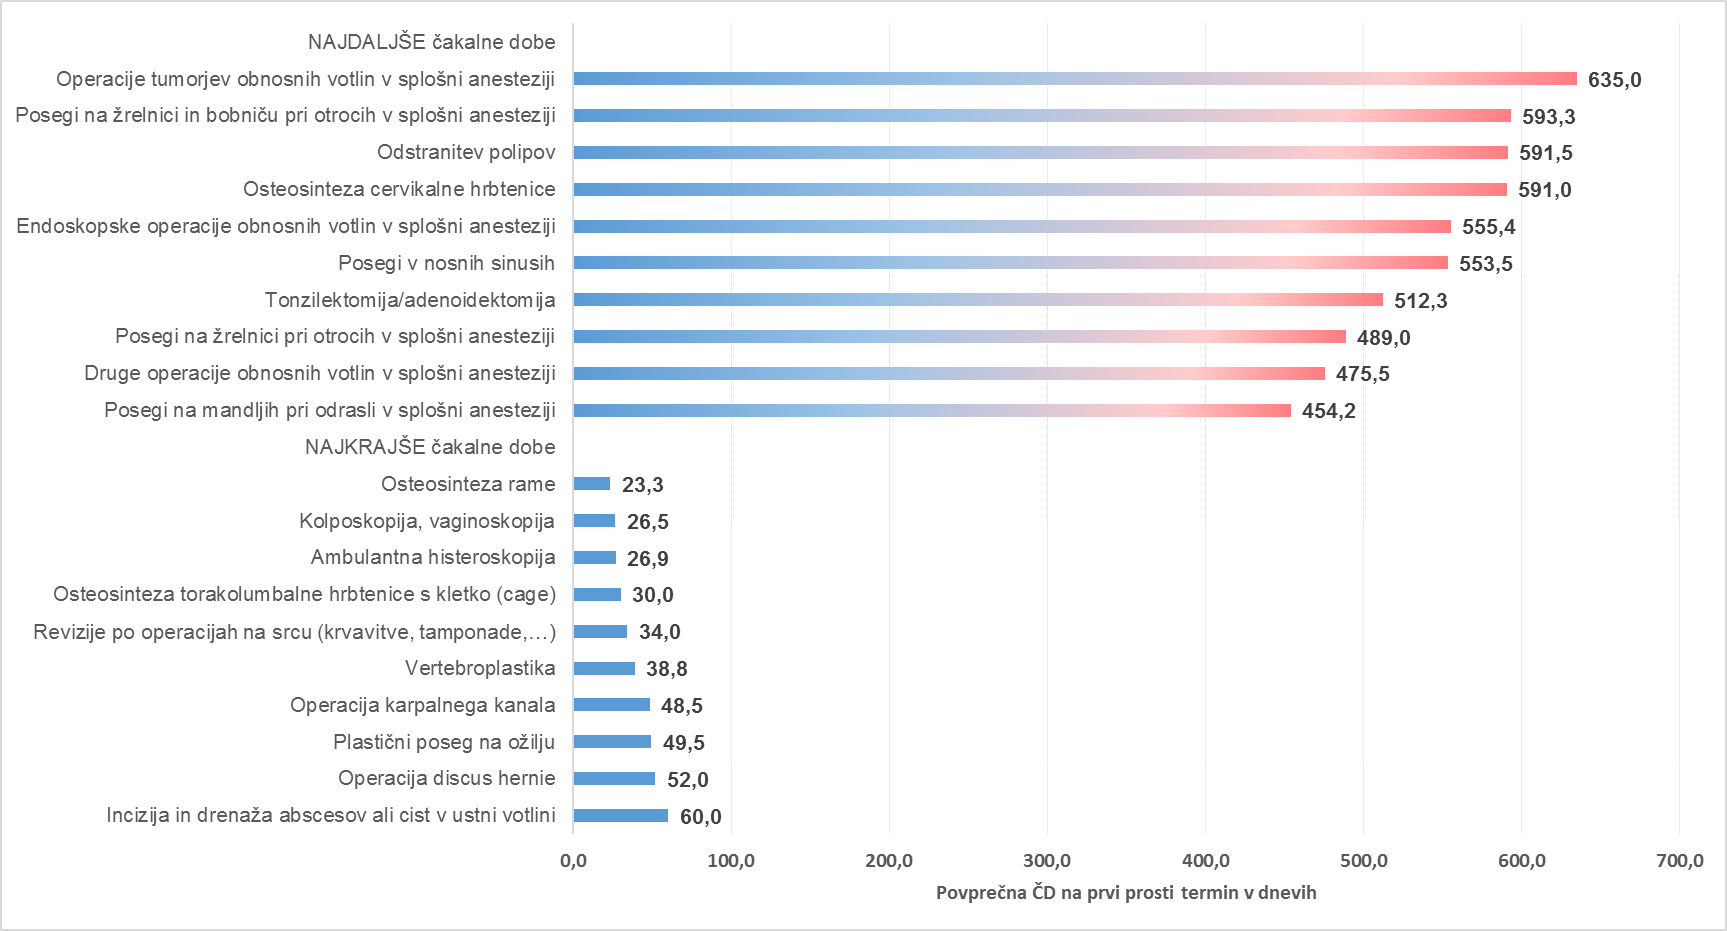 NAJDALJŠE čakalne dobe
Operacije tumorjev obnosnih votlin v splošni anesteziji 635,0
Posegi na žrelnici in bobniču pri otrocih v splošni anesteziji 593,3
Odstranitev polipov 591,5
Osteosinteza cervikalne hrbtenice 591,0
Endoskopske operacije obnosnih votlin v splošni anesteziji 555,4
Posegi v nosnih sinusih 553,5
Tonzilektomija/adenoidektomija 512,3
Posegi na žrelnici pri otrocih v splošni anesteziji 489,0
Druge operacije obnosnih votlin v splošni anesteziji 475,5
Posegi na mandljih pri odrasli v splošni anesteziji 454,2
NAJKRAJŠE čakalne dobe
Osteosinteza rame 23,3
Kolposkopija, vaginoskopija 26,5
Ambulantna histeroskopija 26,9
Osteosinteza torakolumbalne hrbtenice s kletko (cage) 30,0
Revizije po operacijah na srcu (krvavitve, tamponade,…) 34,0
Vertebroplastika 38,8
Operacija karpalnega kanala 48,5
Plastični poseg na ožilju 49,5
Operacija discus hernie 52,0
Incizija in drenaža abscesov ali cist v ustni votlini 60,0
0,0 100,0 200,0 300,0 400,0 500,0 600,0 700,0
Povprečna ČD na prvi prosti termin v dnevih